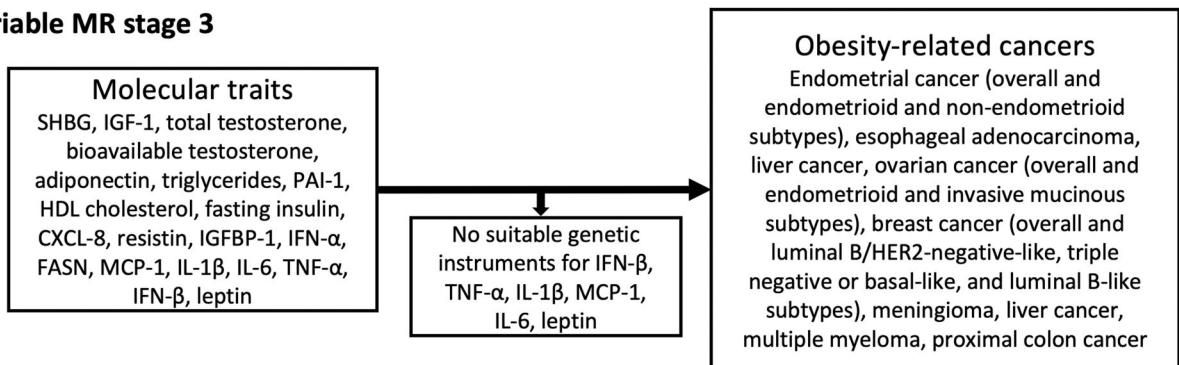 riable MR stage 3
Molecular traits
SHBG, IGF-1, total testosterone,
bioavailable testosterone,
adiponectin, triglycerides, PAI-1,
HDL cholesterol, fasting insulin,
CXCL-8, resistin, IGFBP-1, IFN-α,
FASN, MCP-1, IL-1β, IL-6, TNF-α,
IFN-β, leptin
No suitable genetic
instruments for IFN-β,
TNF-α, IL-1β, MCP-1,
IL-6, leptin
Obesity-related cancers
Endometrial cancer (overall and
endometrioid and non-endometrioid
subtypes), esophageal adenocarcinoma,
liver cancer, ovarian cancer (overall and
endometrioid and invasive mucinous
subtypes), breast cancer (overall and
luminal B/HER2-negative-like, triple
negative or basal-like, and luminal B-like
subtypes), meningioma, liver cancer,
multiple myeloma, proximal colon cancer